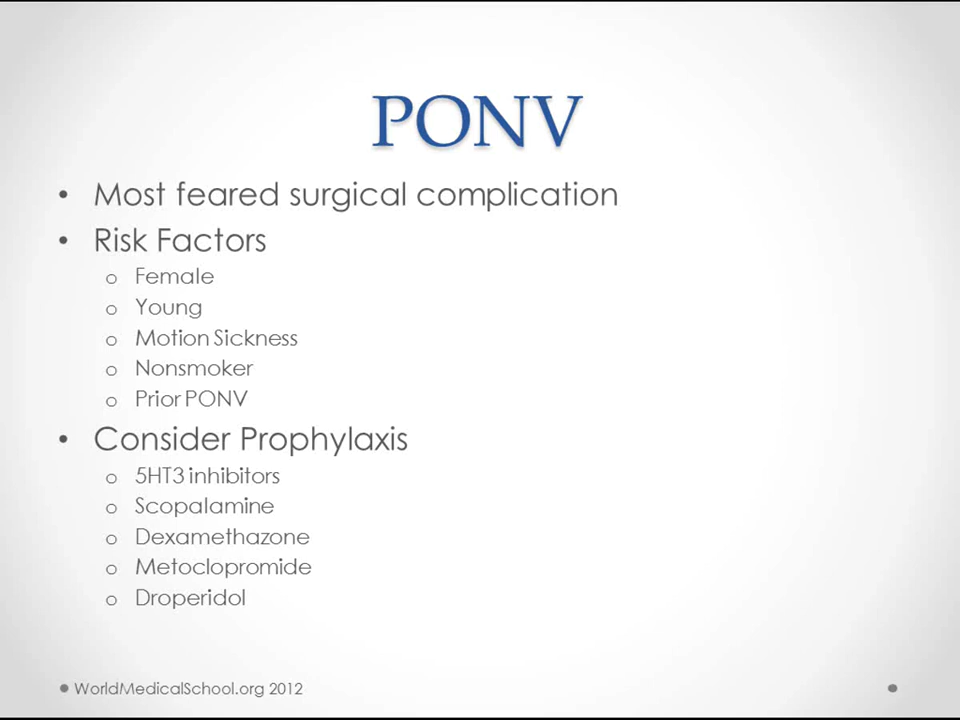 PONV
• Most feared surgical complication
• Risk Factors
o Female
o Young
o Motion Sickness
o Nonsmoker
o Prior PONV
• Consider Prophylaxis
o 5HT3 inhibitors
o Scopalamine
o Dexamethazone
o Metoclopromide
o Droperidol
WorldMedicalSchool.org 2012